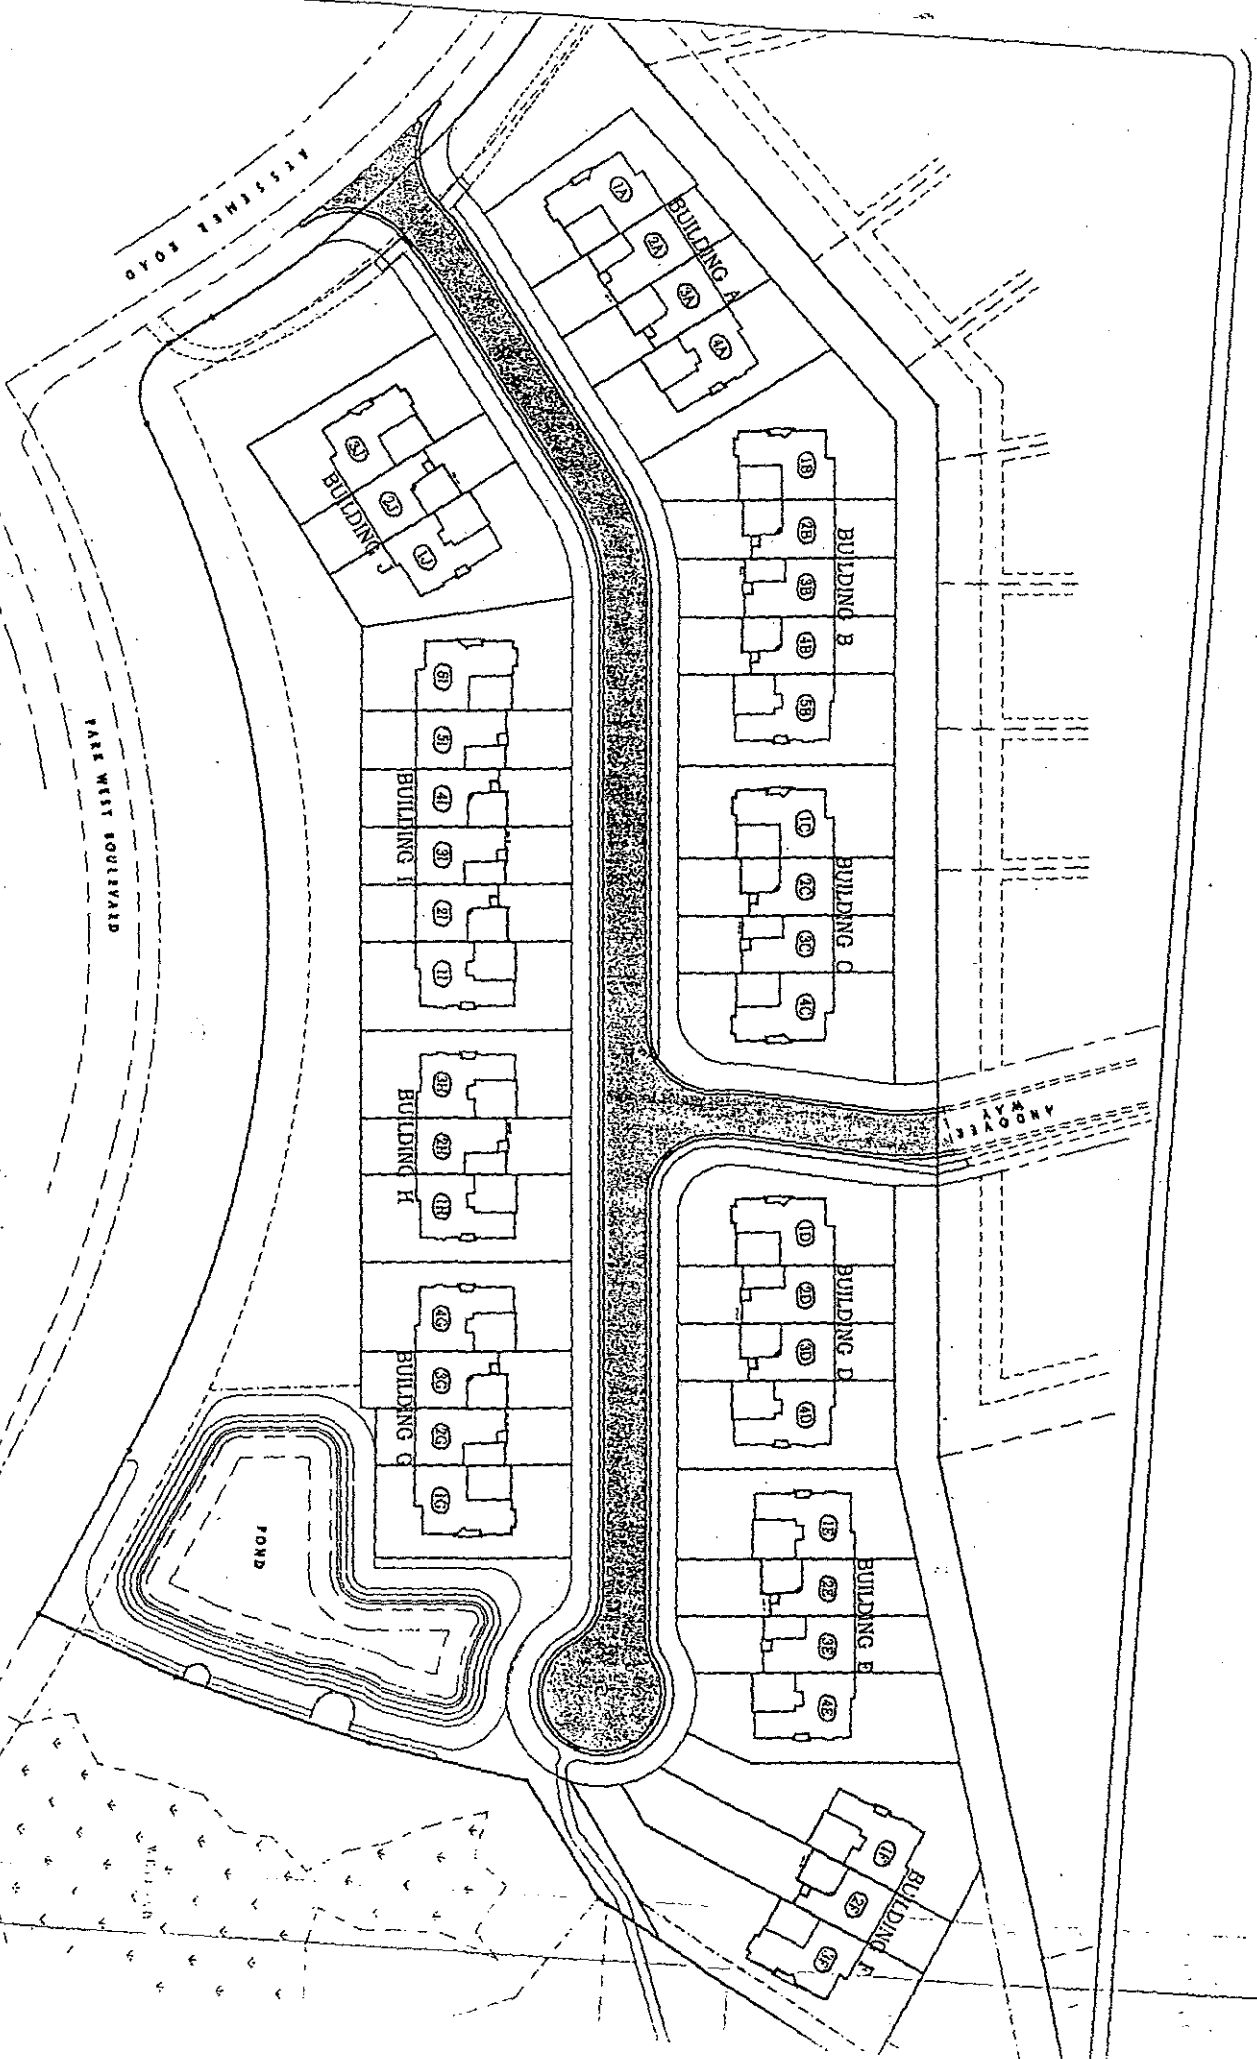 BESSEMER ROAD
PARK WEST BOULEVARD
BUILDING A
1A
2A
3A
4A
BUILDING B
1B
2B
3B
4B
5B
BUILDING C
1C
2C
3C
4C
ANDOVER
WAY
BUILDING D
1D
2D
3D
4D
BUILDING E
1E
2E
3E
4E
BUILDING F
1F
2F
3F
BUILDING G
4G
3G
2G
1G
BUILDING H
3H
2H
1H
BUILDING I
6I
5I
4I
3I
2I
1I
BUILDING J
3J
2J
1J
POND